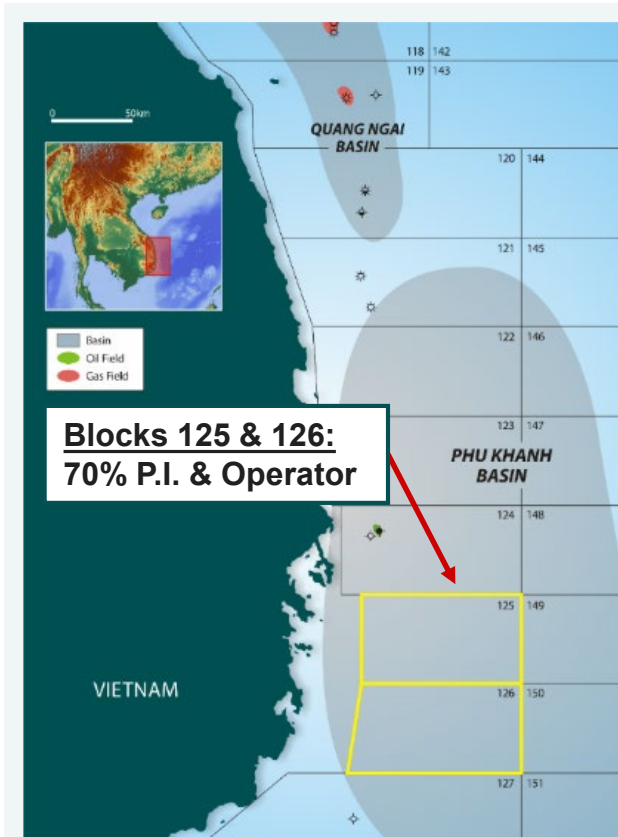 118 142
119 143
0 50km
QUANG NGAI
BASIN
120 144
121 145
Basin
Oil Field
Gas Field
122 146
Blocks 125 & 126:
70% P.I. & Operator
123 147
PHU KHANH
BASIN
124 148
125 149
VIETNAM
126 150
127 151